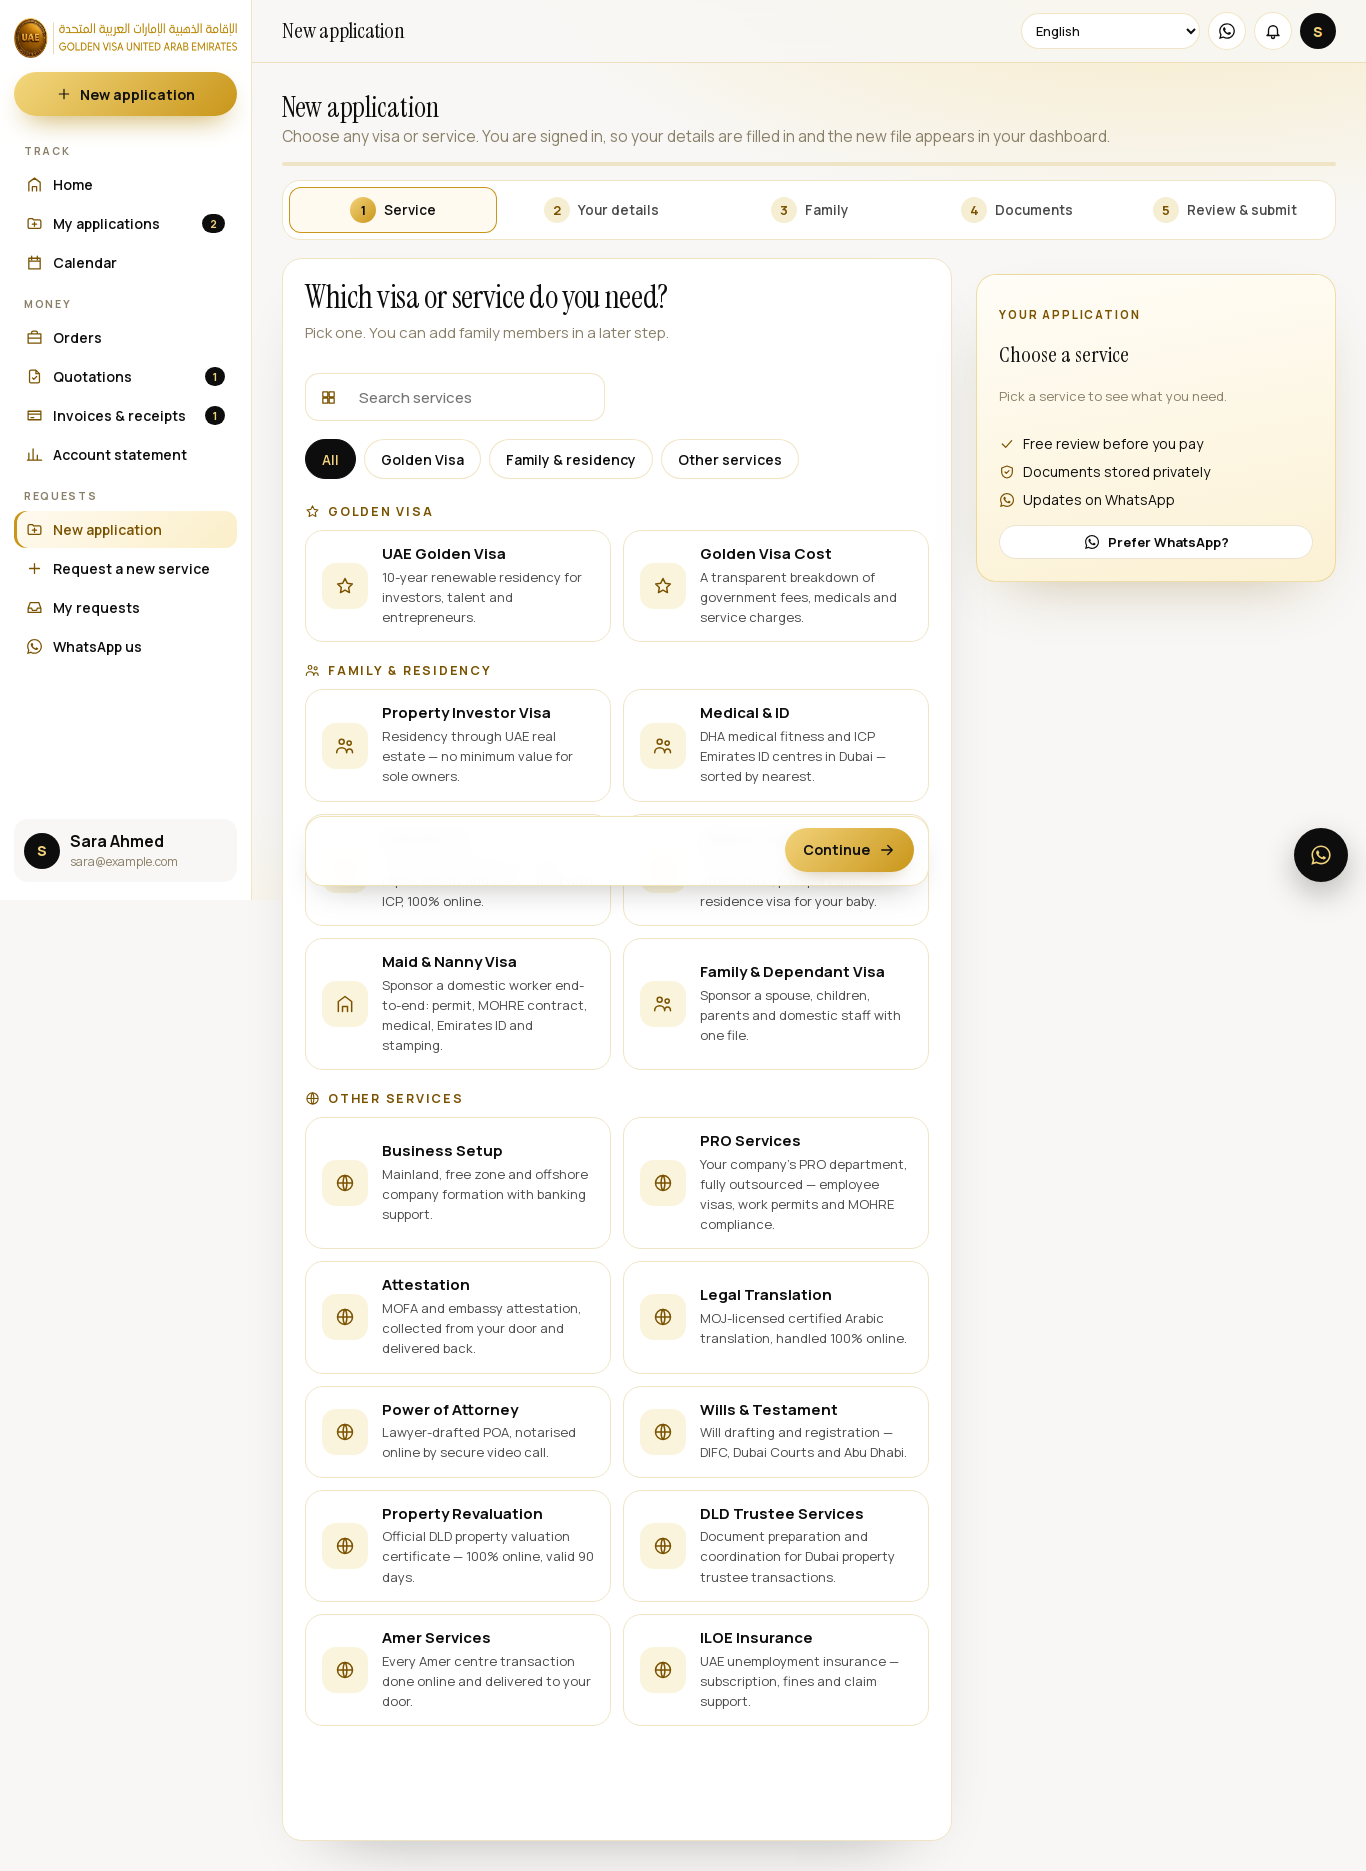 الإقامة الذهبية الإمارات العربية المتحدة
UAE
GOLDEN VISA UNITED ARAB EMIRATES
New application
TRACK
Home
My applications 2
Calendar
MONEY
Orders
Quotations 1
Invoices & receipts 1
Account statement
REQUESTS
New application
Request a new service
My requests
WhatsApp us
S
Sara Ahmed
sara@example.com
New application
English
S
New application
Choose any visa or service. You are signed in, so your details are filled in and the new file appears in your dashboard.
1 Service
2 Your details
3 Family
4 Documents
5 Review & submit
Which visa or service do you need?
Pick one. You can add family members in a later step.
Search services
All
Golden Visa
Family & residency
Other services
GOLDEN VISA
UAE Golden Visa
10-year renewable residency for
investors, talent and
entrepreneurs.
Golden Visa Cost
A transparent breakdown of
government fees, medicals and
service charges.
FAMILY & RESIDENCY
Property Investor Visa
Residency through UAE real
estate — no minimum value for
sole owners.
Medical & ID
DHA medical fitness and ICP
Emirates ID centres in Dubai —
sorted by nearest.
Continue
ICP, 100% online.
residence visa for your baby.
Maid & Nanny Visa
Sponsor a domestic worker end-
to-end: permit, MOHRE contract,
medical, Emirates ID and
stamping.
Family & Dependant Visa
Sponsor a spouse, children,
parents and domestic staff with
one file.
OTHER SERVICES
Business Setup
Mainland, free zone and offshore
company formation with banking
support.
PRO Services
Your company's PRO department,
fully outsourced — employee
visas, work permits and MOHRE
compliance.
Attestation
MOFA and embassy attestation,
collected from your door and
delivered back.
Legal Translation
MOJ-licensed certified Arabic
translation, handled 100% online.
Power of Attorney
Lawyer-drafted POA, notarised
online by secure video call.
Wills & Testament
Will drafting and registration —
DIFC, Dubai Courts and Abu Dhabi.
Property Revaluation
Official DLD property valuation
certificate — 100% online, valid 90
days.
DLD Trustee Services
Document preparation and
coordination for Dubai property
trustee transactions.
Amer Services
Every Amer centre transaction
done online and delivered to your
door.
ILOE Insurance
UAE unemployment insurance —
subscription, fines and claim
support.
YOUR APPLICATION
Choose a service
Pick a service to see what you need.
Free review before you pay
Documents stored privately
Updates on WhatsApp
Prefer WhatsApp?